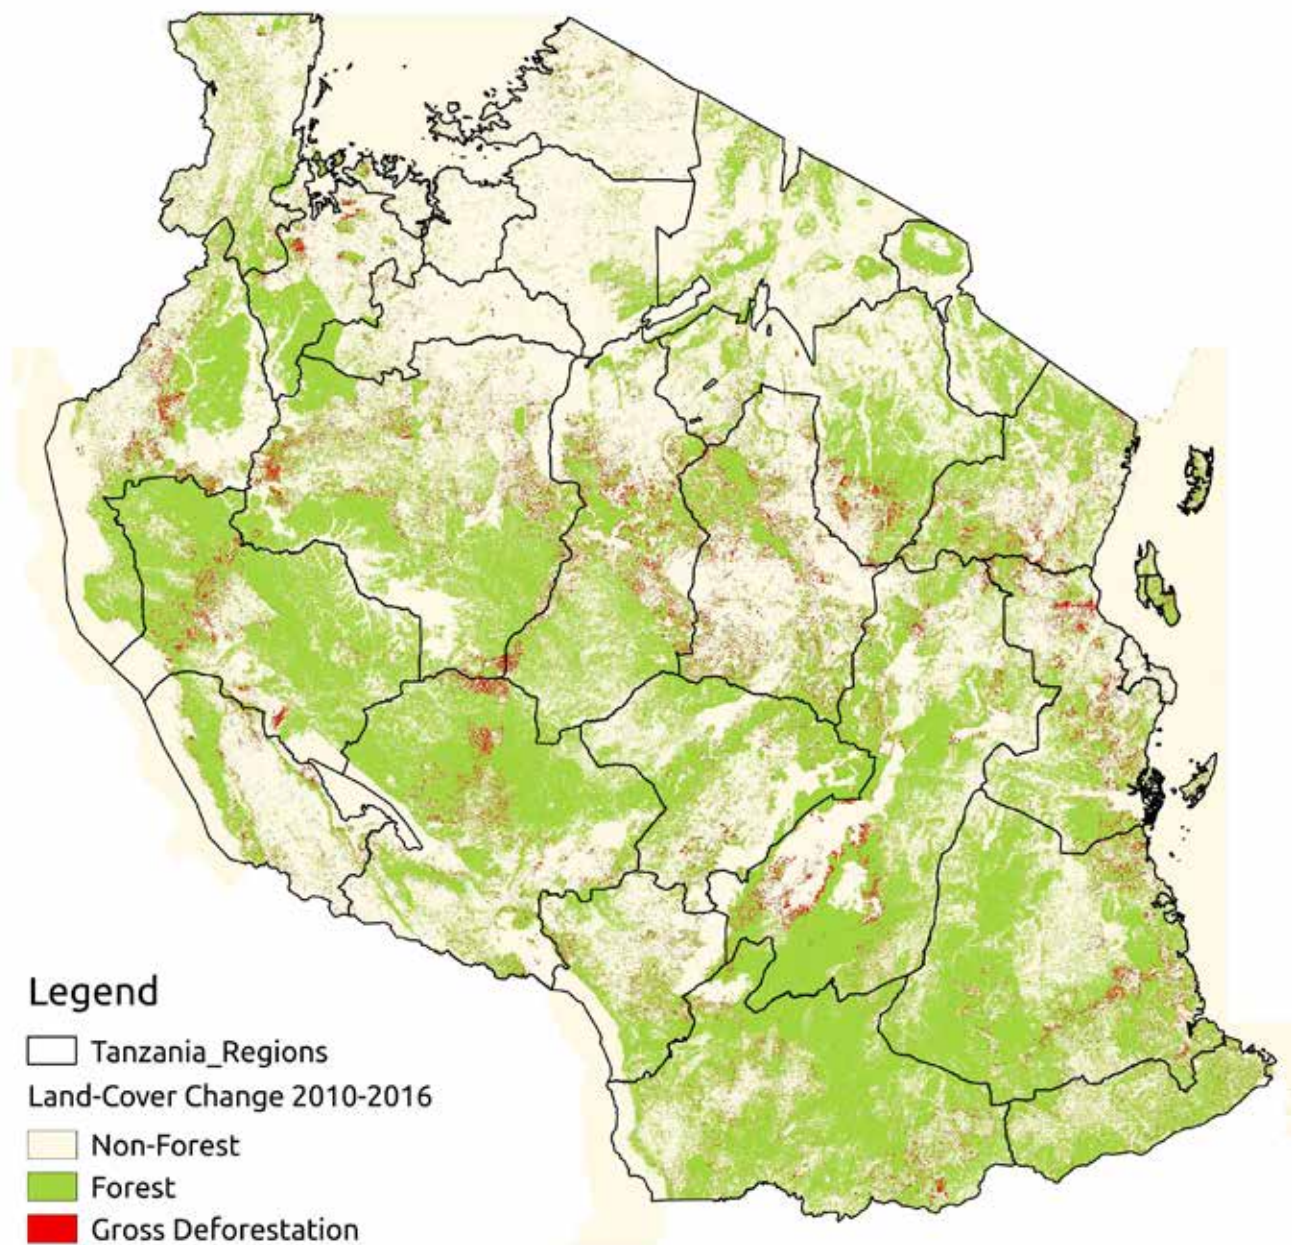 Legend
Tanzania_Regions
Land-Cover Change 2010-2016
Non-Forest
Forest
Gross Deforestation